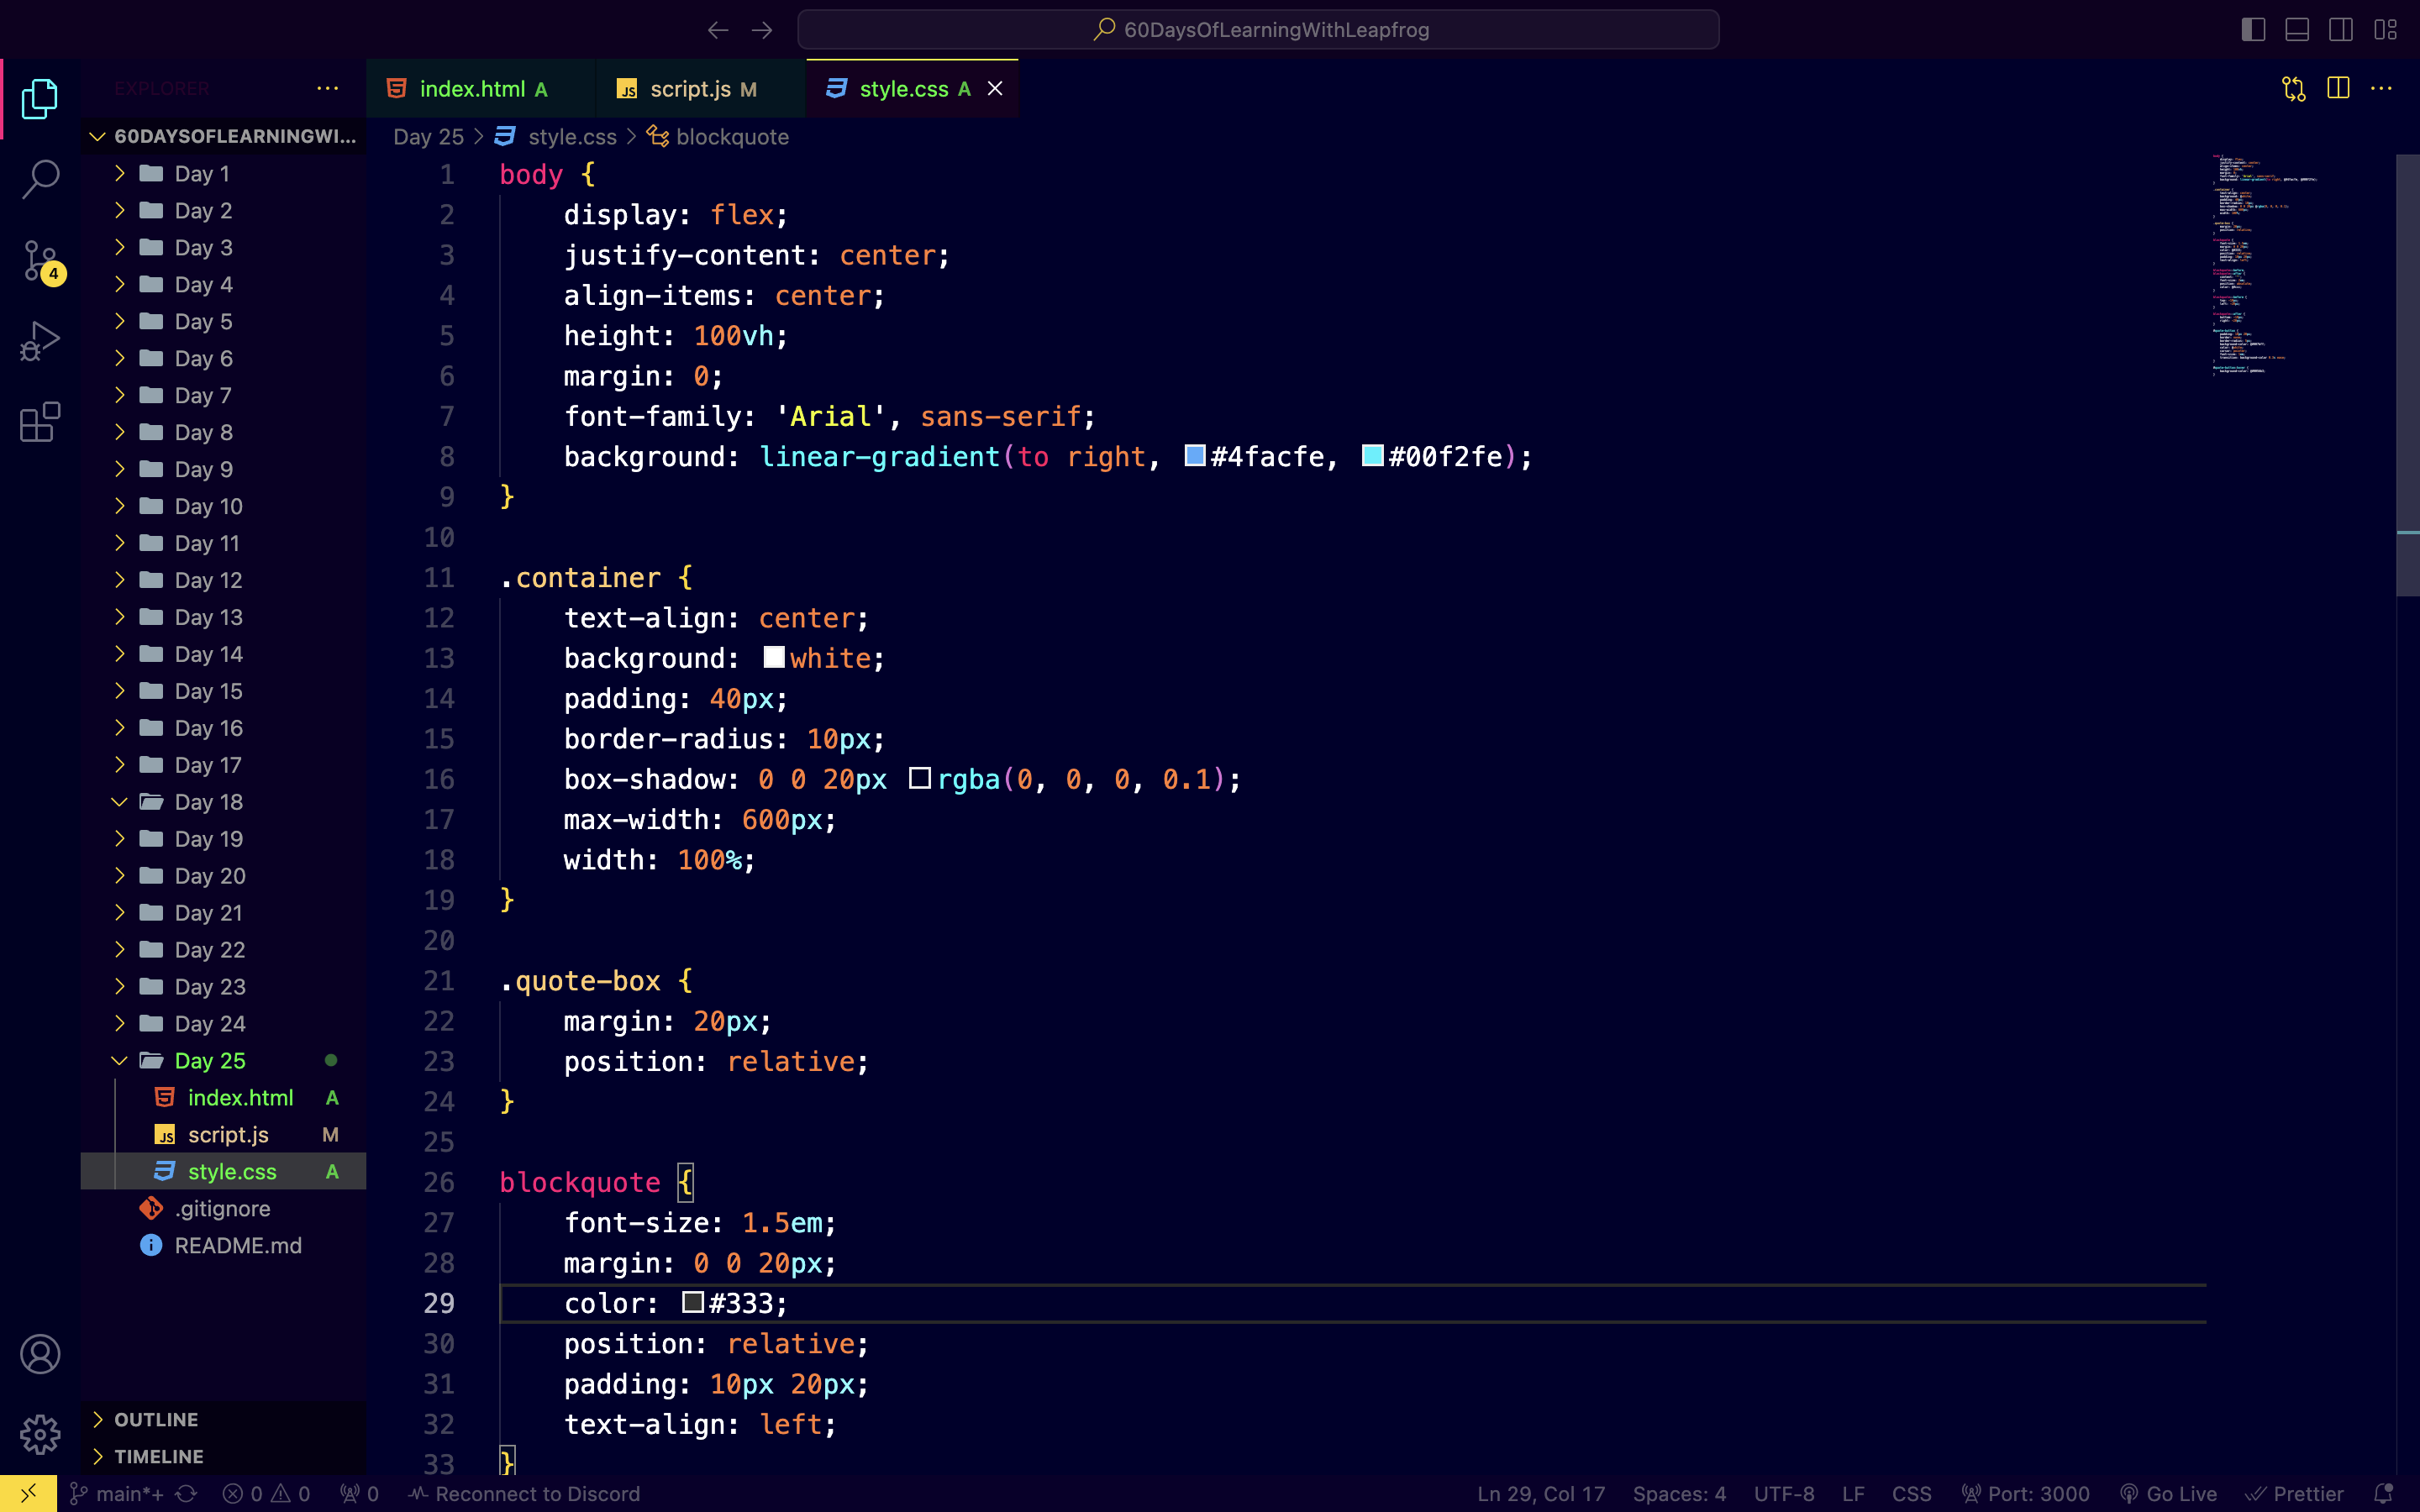 60DaysOfLearningWithLeapfrog
EXPLORER
index.html A
script.js M
style.css A
60DAYSOFLEARNINGWI...
Day 25 > style.css > blockquote
Day 1
Day 2
Day 3
Day 4
Day 5
Day 6
Day 7
Day 8
Day 9
Day 10
Day 11
Day 12
Day 13
Day 14
Day 15
Day 16
Day 17
Day 18
Day 19
Day 20
Day 21
Day 22
Day 23
Day 24
Day 25
index.html A
script.js M
style.css A
.gitignore
README.md
OUTLINE
TIMELINE
4
1 body {
2     display: flex;
3     justify-content: center;
4     align-items: center;
5     height: 100vh;
6     margin: 0;
7     font-family: 'Arial', sans-serif;
8     background: linear-gradient(to right, #4facfe, #00f2fe);
9 }
10
11 .container {
12     text-align: center;
13     background: white;
14     padding: 40px;
15     border-radius: 10px;
16     box-shadow: 0 0 20px rgba(0, 0, 0, 0.1);
17     max-width: 600px;
18     width: 100%;
19 }
20
21 .quote-box {
22     margin: 20px;
23     position: relative;
24 }
25
26 blockquote {
27     font-size: 1.5em;
28     margin: 0 0 20px;
29     color: #333;
30     position: relative;
31     padding: 10px 20px;
32     text-align: left;
33 }
main*+ 0 0 0 Reconnect to Discord Ln 29, Col 17 Spaces: 4 UTF-8 LF CSS Port: 3000 Go Live Prettier